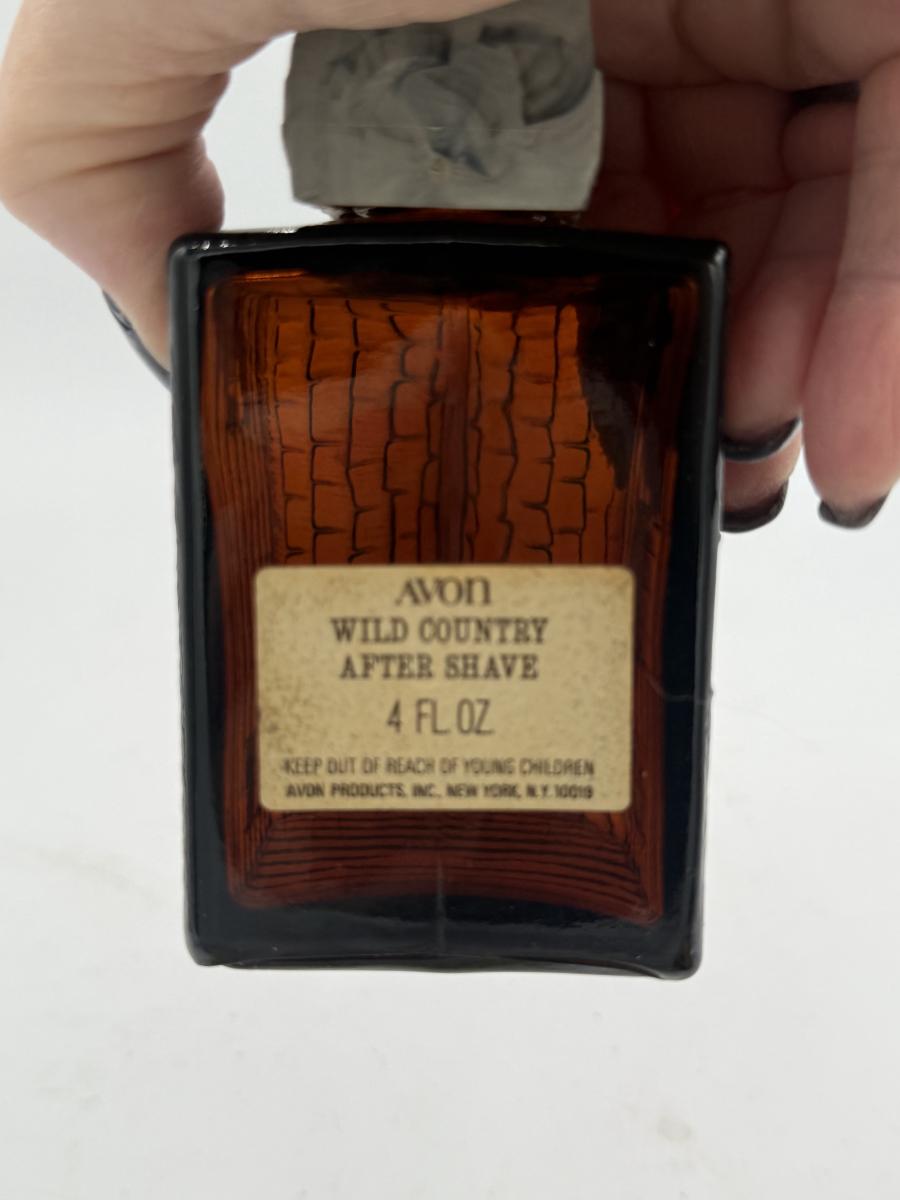 AVON
WILD COUNTRY
AFTER SHAVE
4 FL. OZ.
KEEP OUT OF REACH OF YOUNG CHILDREN
AVON PRODUCTS, INC., NEW YORK, N.Y. 10019